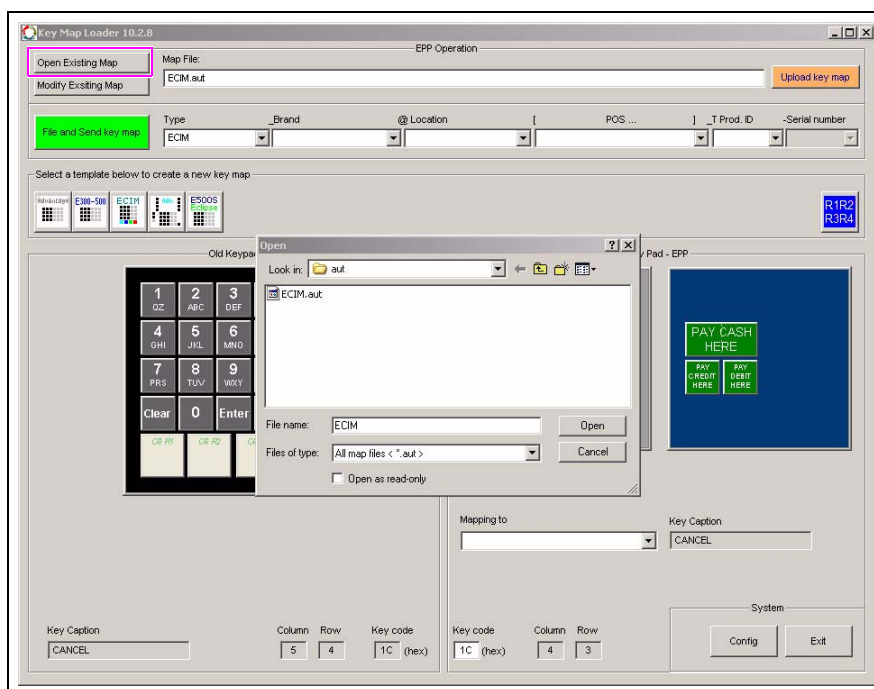 Key Map Loader 10.2.8
EPP Operation
Open Existing Map
Map File:
ECIM.aut
Upload key map
Modify Exsiting Map
File and Send key map
Type _Brand @ Location [ POS ... ] _T Prod. ID -Serial number
ECIM
Select a template below to create a new key map
Advantage E300-500 ECIM Adv. E500S
Eclipse
R1R2
R3R4
Old Keypa
y Pad - EPP
Open
Look in: aut
ECIM.aut
File name: ECIM Open
Files of type: All map files < *.aut > Cancel
Open as read-only
1 2 3
QZ ABC DEF
4 5 6
GHI JKL MNO
7 8 9
PRS TUV WXY
Clear 0 Enter
C6 R1 C6 R2
PAY CASH
HERE
PAY CREDIT HERE
PAY DEBIT HERE
Mapping to
Key Caption
CANCEL
System
Config Exit
Key Caption
CANCEL
Column Row Key code
5 4 1C (hex)
Key code Column Row
1C (hex) 4 3